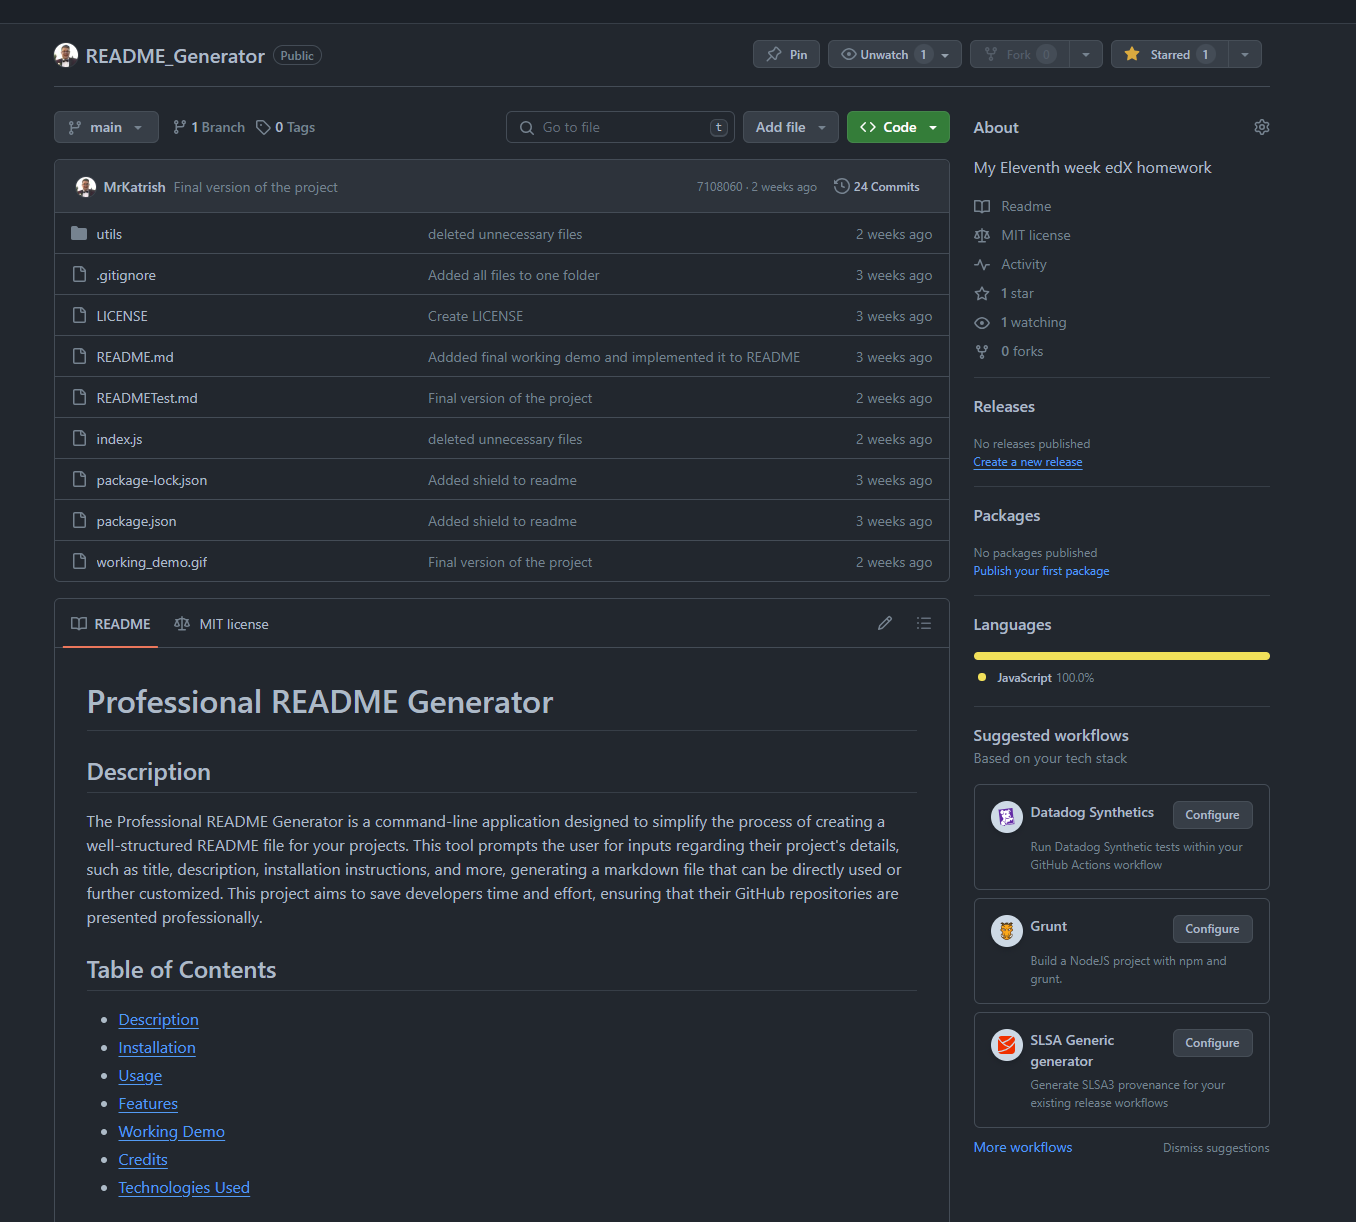 README_Generator Public
Pin
Unwatch 1
Fork 0
Starred 1
main
1 Branch
0 Tags
Go to file t
Add file
<> Code
MrKatrish Final version of the project 7108060 · 2 weeks ago 24 Commits
utils deleted unnecessary files 2 weeks ago
.gitignore Added all files to one folder 3 weeks ago
LICENSE Create LICENSE 3 weeks ago
README.md Addded final working demo and implemented it to README 3 weeks ago
READMETest.md Final version of the project 2 weeks ago
index.js deleted unnecessary files 2 weeks ago
package-lock.json Added shield to readme 3 weeks ago
package.json Added shield to readme 3 weeks ago
working_demo.gif Final version of the project 2 weeks ago
README MIT license
Professional README Generator
Description
The Professional README Generator is a command-line application designed to simplify the process of creating a
well-structured README file for your projects. This tool prompts the user for inputs regarding their project's details,
such as title, description, installation instructions, and more, generating a markdown file that can be directly used or
further customized. This project aims to save developers time and effort, ensuring that their GitHub repositories are
presented professionally.
Table of Contents
Description
Installation
Usage
Features
Working Demo
Credits
Technologies Used
About
My Eleventh week edX homework
Readme
MIT license
Activity
1 star
1 watching
0 forks
Releases
No releases published
Create a new release
Packages
No packages published
Publish your first package
Languages
JavaScript 100.0%
Suggested workflows
Based on your tech stack
Datadog Synthetics Configure
Run Datadog Synthetic tests within your
GitHub Actions workflow
Grunt Configure
Build a NodeJS project with npm and
grunt.
SLSA Generic
generator
Configure
Generate SLSA3 provenance for your
existing release workflows
More workflows Dismiss suggestions